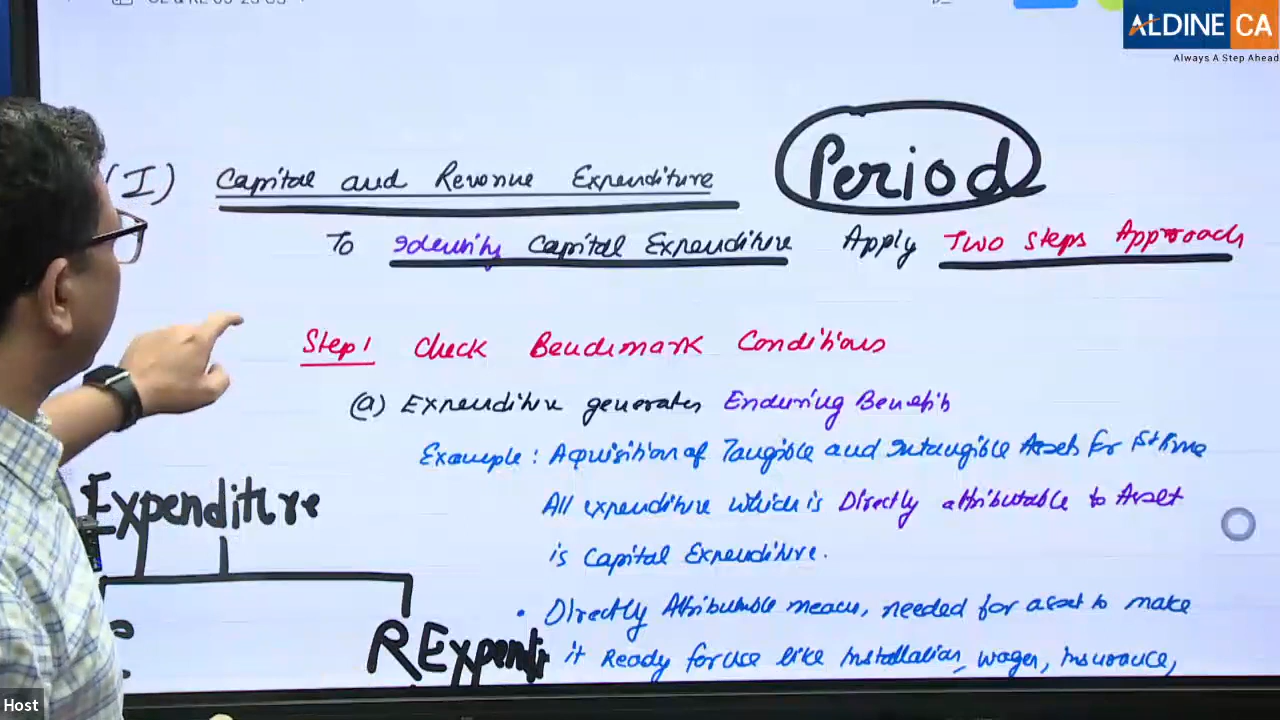 ALDINE CA
Always A Step Ahead
(I) Capital and Revenue Expenditure
Period
To Identify Capital Expenditure Apply Two Steps Approach
Step1 Check Benchmark Conditions
(a) Expenditure generates Enduring Benefits
Example : Acquisition of Tangible and Intangible Assets for 1st time
All expenditure which is Directly attributable to Asset
is Capital Expenditure.
• Directly Attributable means, needed for asset to make
it Ready for use like Installation, wages, insurance,
Expenditure
RExpendi
Host